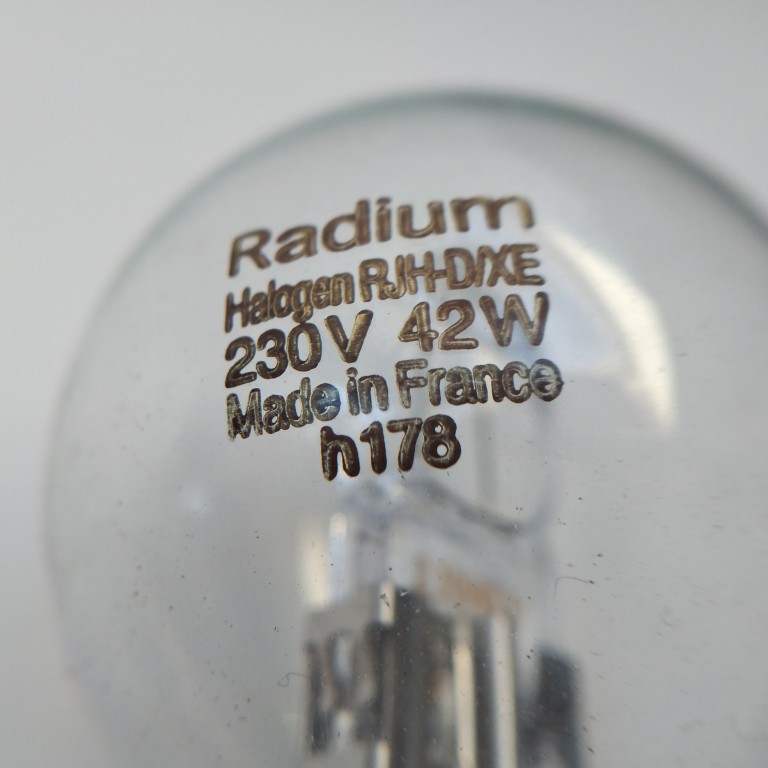 Radium
Halogen RJH-D/XE
230V 42W
Made in France
h178